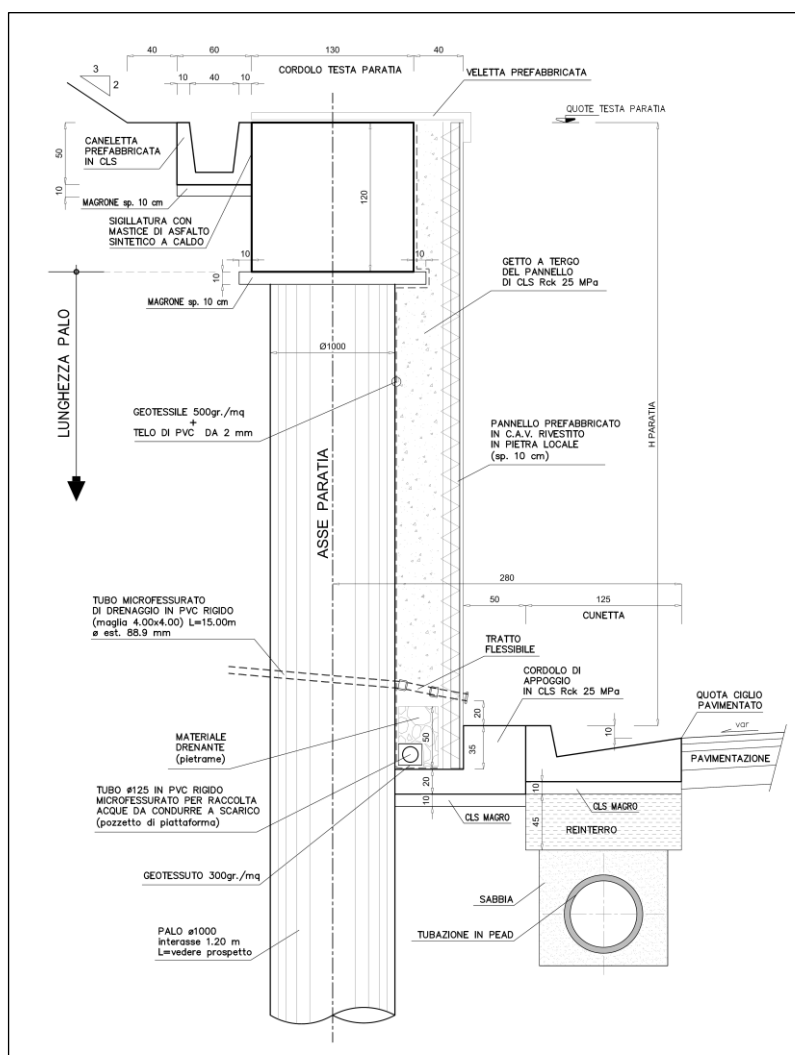 40
60
130
40
CORDOLO TESTA PARATIA
VELETTA PREFABBRICATA
3
2
10
40
10
QUOTE TESTA PARATIA
CANELETTA
PREFABBRICATA
IN CLS
50
10
MAGRONE sp. 10 cm
120
SIGILLATURA CON
MASTICE DI ASFALTO
SINTETICO A CALDO
10
10
10
MAGRONE sp. 10 cm
GETTO A TERGO
DEL PANNELLO
DI CLS Rck 25 MPa
LUNGHEZZA PALO
Ø1000
GEOTESSILE 500gr./mq
+
TELO DI PVC DA 2 mm
ASSE PARATIA
PANNELLO PREFABBRICATO
IN C.A.V. RIVESTITO
IN PIETRA LOCALE
(sp. 10 cm)
H PARATIA
280
50
125
CUNETTA
TUBO MICROFESSURATO
DI DRENAGGIO IN PVC RIGIDO
(maglia 4.00x4.00) L=15.00m
ø est. 88.9 mm
TRATTO
FLESSIBILE
CORDOLO DI
APPOGGIO
IN CLS Rck 25 MPa
QUOTA CIGLIO
PAVIMENTATO
20
50
35
10
var
MATERIALE
DRENANTE
(pietrame)
PAVIMENTAZIONE
TUBO ø125 IN PVC RIGIDO
MICROFESSURATO PER RACCOLTA
ACQUE DA CONDURRE A SCARICO
(pozzetto di piattaforma)
20
10
CLS MAGRO
10
CLS MAGRO
45
REINTERRO
GEOTESSUTO 300gr./mq
SABBIA
PALO ø1000
interasse 1.20 m
L=vedere prospetto
TUBAZIONE IN PEAD